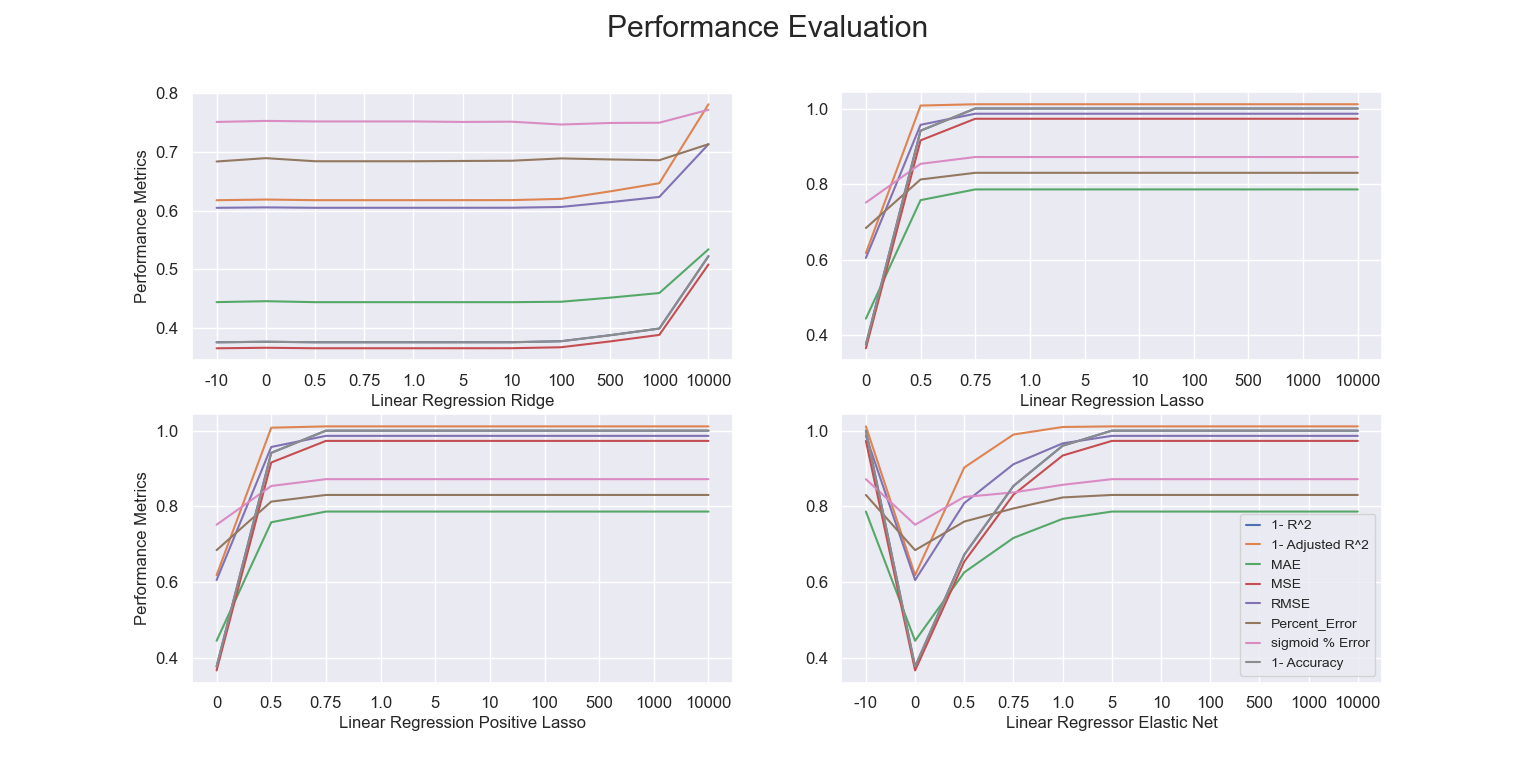 Performance Evaluation
Performance Metrics
0.8
0.7
0.6
0.5
0.4
-10 0 0.5 0.75 1.0 5 10 100 500 1000 10000
Linear Regression Ridge
1.0
0.8
0.6
0.4
0 0.5 0.75 1.0 5 10 100 500 1000 10000
Linear Regression Lasso
Performance Metrics
1.0
0.8
0.6
0.4
0 0.5 0.75 1.0 5 10 100 500 1000 10000
Linear Regression Positive Lasso
1.0
0.8
0.6
0.4
1- R^2
1- Adjusted R^2
MAE
MSE
RMSE
Percent_Error
sigmoid % Error
1- Accuracy
-10 0 0.5 0.75 1.0 5 10 100 500 1000 10000
Linear Regressor Elastic Net